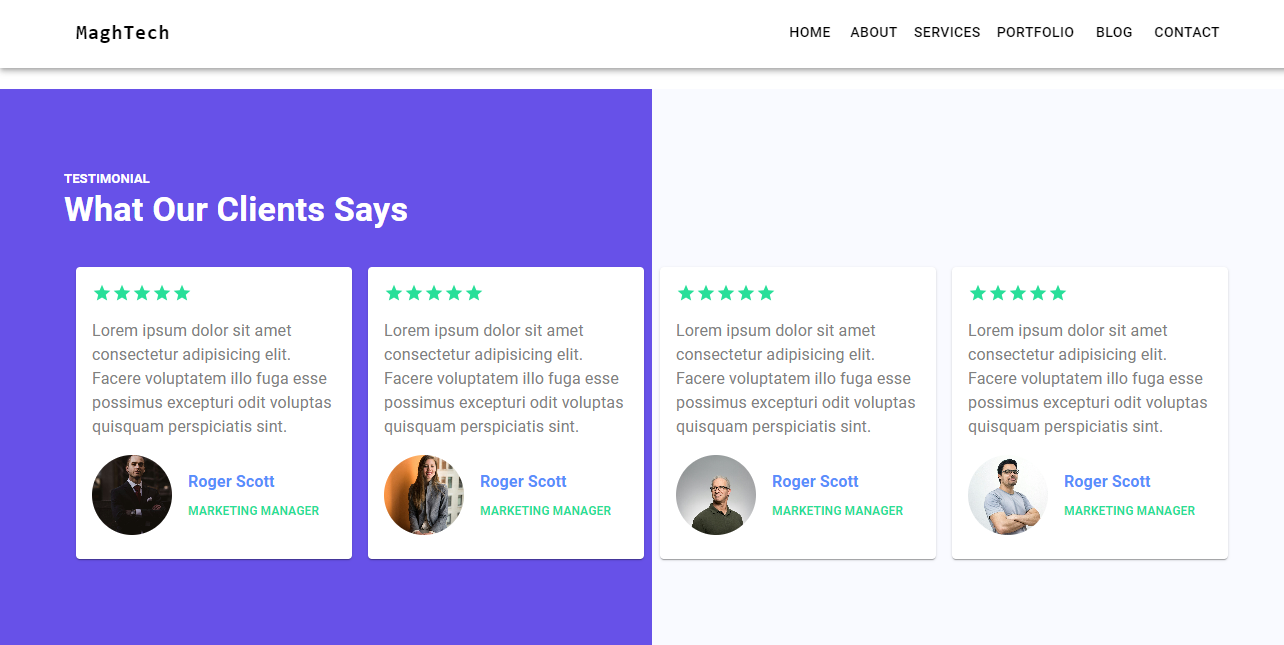 MaghTech
HOME ABOUT SERVICES PORTFOLIO BLOG CONTACT
TESTIMONIAL
What Our Clients Says
Lorem ipsum dolor sit amet
consectetur adipisicing elit.
Facere voluptatem illo fuga esse
possimus excepturi odit voluptas
quisquam perspiciatis sint.
Roger Scott
MARKETING MANAGER
Lorem ipsum dolor sit amet
consectetur adipisicing elit.
Facere voluptatem illo fuga esse
possimus excepturi odit voluptas
quisquam perspiciatis sint.
Roger Scott
MARKETING MANAGER
Lorem ipsum dolor sit amet
consectetur adipisicing elit.
Facere voluptatem illo fuga esse
possimus excepturi odit voluptas
quisquam perspiciatis sint.
Roger Scott
MARKETING MANAGER
Lorem ipsum dolor sit amet
consectetur adipisicing elit.
Facere voluptatem illo fuga esse
possimus excepturi odit voluptas
quisquam perspiciatis sint.
Roger Scott
MARKETING MANAGER